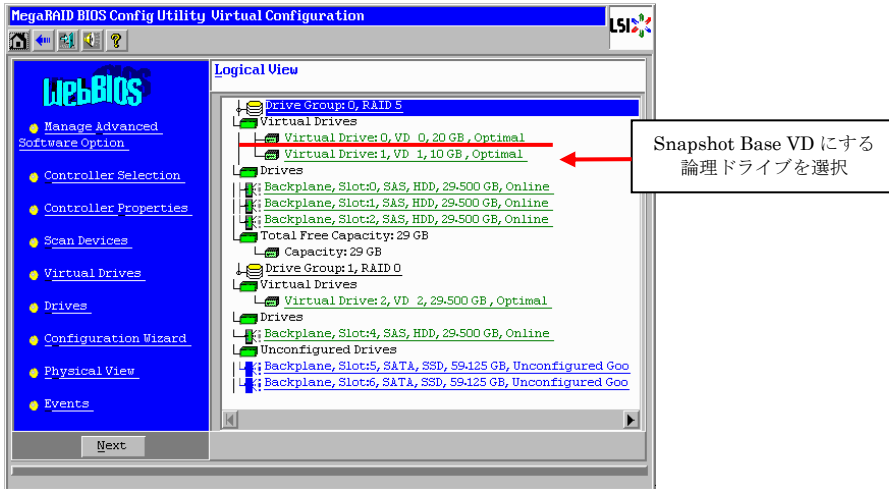 MegaRAID BIOS Config Utility Virtual Configuration
LSI
WebBIOS
Manage Advanced
Software Option
Controller Selection
Controller Properties
Scan Devices
Virtual Drives
Drives
Configuration Wizard
Physical View
Events
Next
Logical View
Drive Group: 0, RAID 5
Virtual Drives
Virtual Drive: 0, VD 0, 20 GB, Optimal
Virtual Drive: 1, VD 1, 10 GB, Optimal
Drives
Backplane, Slot:0, SAS, HDD, 29.500 GB, Online
Backplane, Slot:1, SAS, HDD, 29.500 GB, Online
Backplane, Slot:2, SAS, HDD, 29.500 GB, Online
Total Free Capacity: 29 GB
Capacity: 29 GB
Drive Group: 1, RAID 0
Virtual Drives
Virtual Drive: 2, VD 2, 29.500 GB, Optimal
Drives
Backplane, Slot:4, SAS, HDD, 29.500 GB, Online
Unconfigured Drives
Backplane, Slot:5, SATA, SSD, 59.125 GB, Unconfigured Goo
Backplane, Slot:6, SATA, SSD, 59.125 GB, Unconfigured Goo
Snapshot Base VD にする
論理ドライブを選択